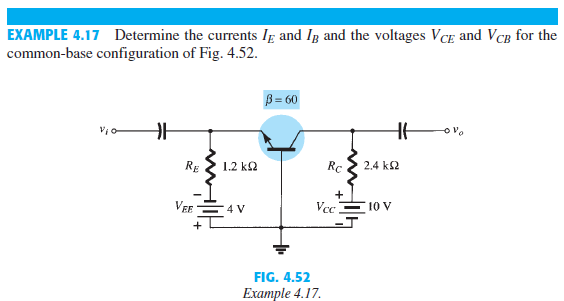 EXAMPLE 4.17 Determine the currents I_E and I_B and the voltages V_CE and V_CB for the
common-base configuration of Fig. 4.52.
β = 60
V_i
V_o
R_E 1.2 kΩ
R_C 2.4 kΩ
−
+
V_EE 4 V
V_CC 10 V
+
−
FIG. 4.52
Example 4.17.